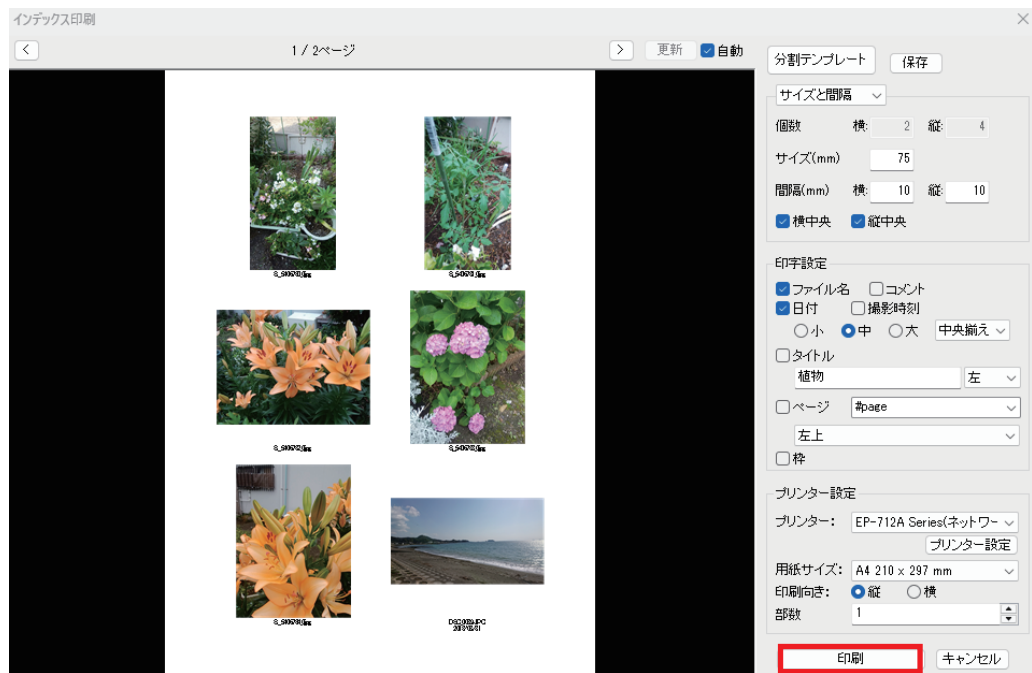 インデックス印刷
1 / 2ページ
更新 自動
分割テンプレート 保存
サイズと間隔
個数 横: 2 縦: 4
サイズ(mm) 75
間隔(mm) 横: 10 縦: 10
横中央 縦中央
印字設定
ファイル名 コメント
日付 撮影時刻
小 中 大 中央揃え
タイトル
植物 左
ページ #page
左上
枠
プリンター設定
プリンター: EP-712A Series(ネットワー
プリンター設定
用紙サイズ: A4 210 x 297 mm
印刷向き: 縦 横
部数 1
印刷 キャンセル